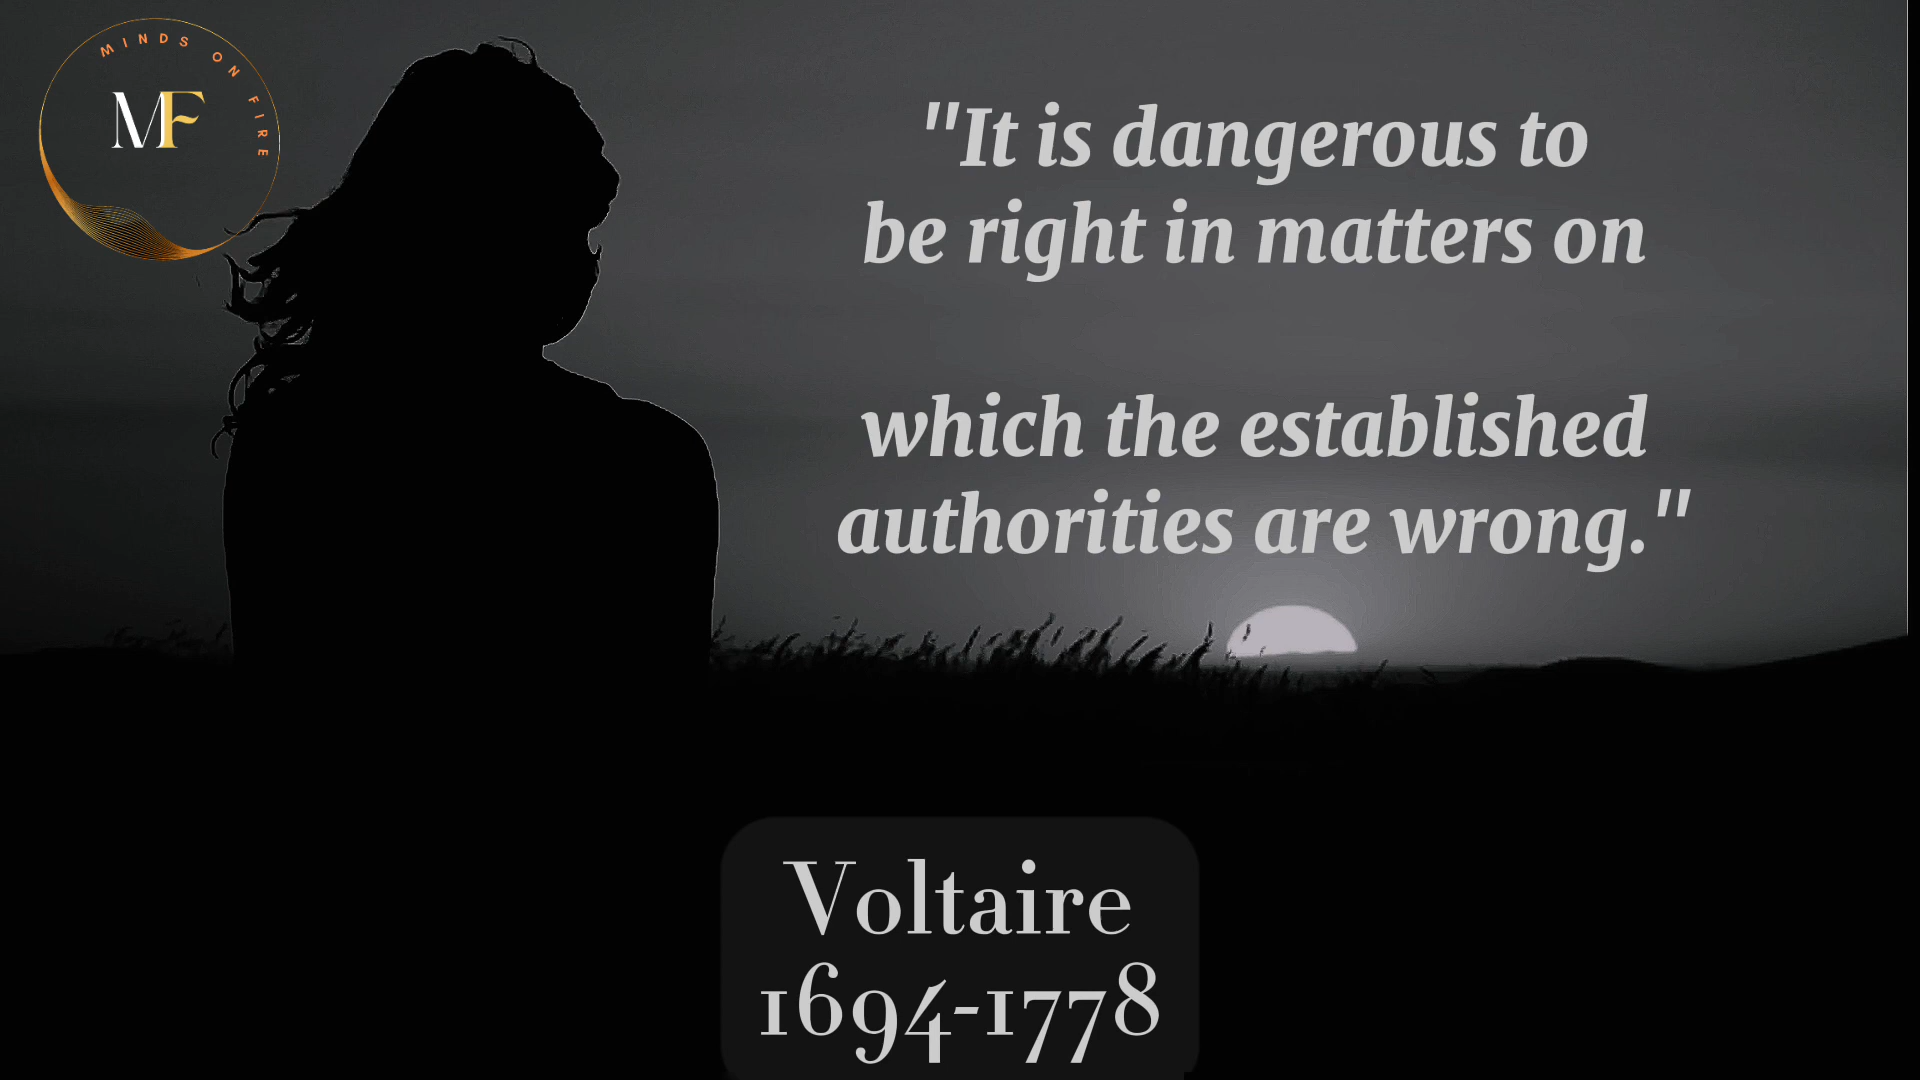 MINDS ON FIRE
MF
"It is dangerous to
be right in matters on
which the established
authorities are wrong."
Voltaire
1694-1778